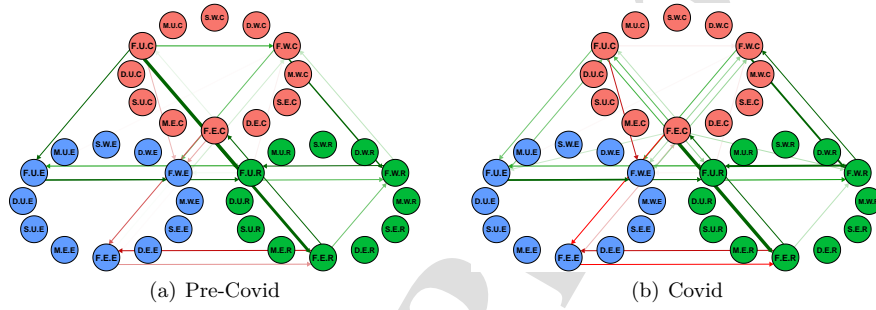 S.W.C
M.U.C D.W.C
F.U.C F.W.C
D.U.C M.W.C
S.U.C S.E.C
M.E.C D.E.C
F.E.C
S.W.E S.W.R
M.U.E D.W.E M.U.R D.W.R
F.U.E F.W.E F.U.R F.W.R
D.U.E M.W.E D.U.R M.W.R
S.U.E S.E.E S.U.R S.E.R
M.E.E D.E.E M.E.R D.E.R
F.E.E F.E.R
(a) Pre-Covid
S.W.C
M.U.C D.W.C
F.U.C F.W.C
D.U.C M.W.C
S.U.C S.E.C
M.E.C D.E.C
F.E.C
S.W.E S.W.R
M.U.E D.W.E M.U.R D.W.R
F.U.E F.W.E F.U.R F.W.R
D.U.E M.W.E D.U.R M.W.R
S.U.E S.E.E S.U.R S.E.R
M.E.E D.E.E M.E.R D.E.R
F.E.E F.E.R
(b) Covid